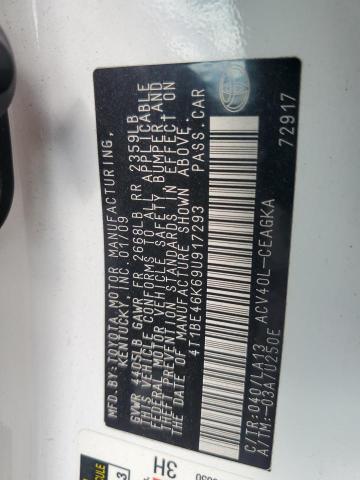 MFD.BY: TOYOTA MOTOR MANUFACTURING,
KENTUCKY, INC. 01/09
GVWR 4405LB GAWR FR 2668LB RR 2359LB
THIS VEHICLE CONFORMS TO ALL APPLICABLE
FEDERAL MOTOR VEHICLE SAFETY, BUMPER, AND
THEFT PREVENTION STANDARDS IN EFFECT ON
THE DATE OF MANUFACTURE SHOWN ABOVE.
4T1BE46K69U917293 PASS.CAR
C/TR:040/LA13 ACV40L-CEAGKA
A/TM:-03A/U250E 72917
3H